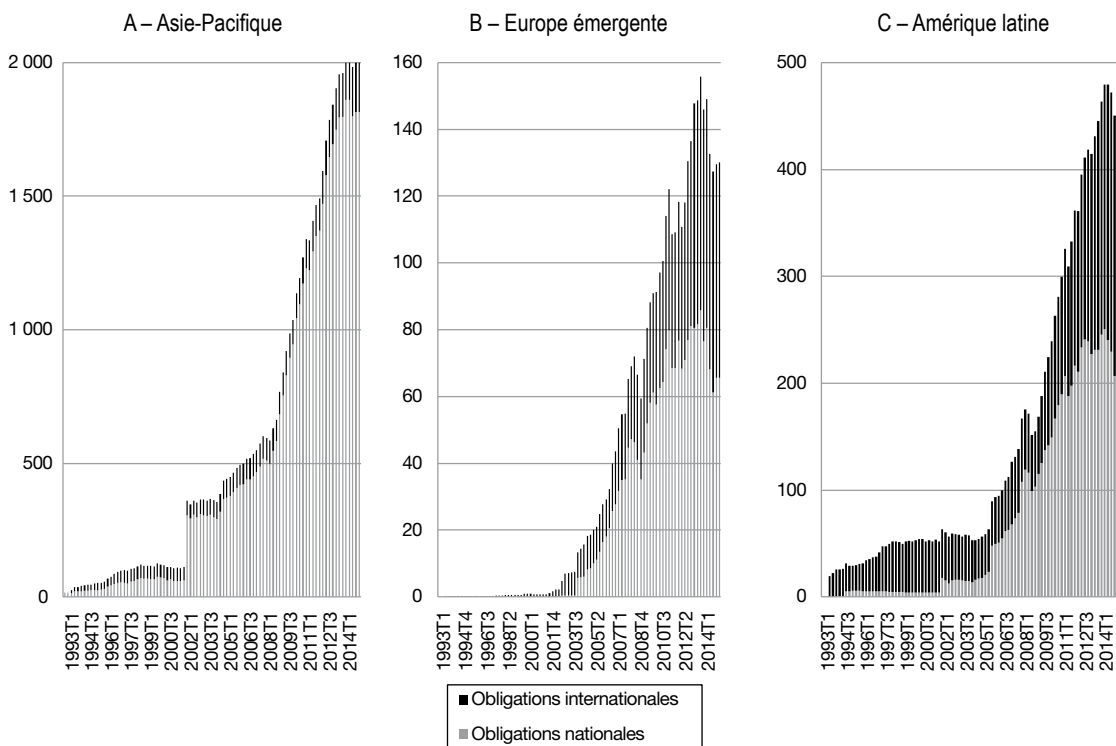 A – Asie-Pacifique
2 000
1 500
1 000
500
0
1993T1
1994T3
1996T1
1997T3
1999T1
2000T3
2002T1
2003T3
2005T1
2006T3
2008T1
2009T3
2011T1
2012T3
2014T1
B – Europe émergente
160
140
120
100
80
60
40
20
0
1993T1
1994T4
1996T3
1998T2
2000T1
2001T4
2003T3
2005T2
2007T1
2008T4
2010T3
2012T2
2014T1
C – Amérique latine
500
400
300
200
100
0
1993T1
1994T3
1996T1
1997T3
1999T1
2000T3
2002T1
2003T3
2005T1
2006T3
2008T1
2009T3
2011T1
2012T3
2014T1
Obligations internationales
Obligations nationales